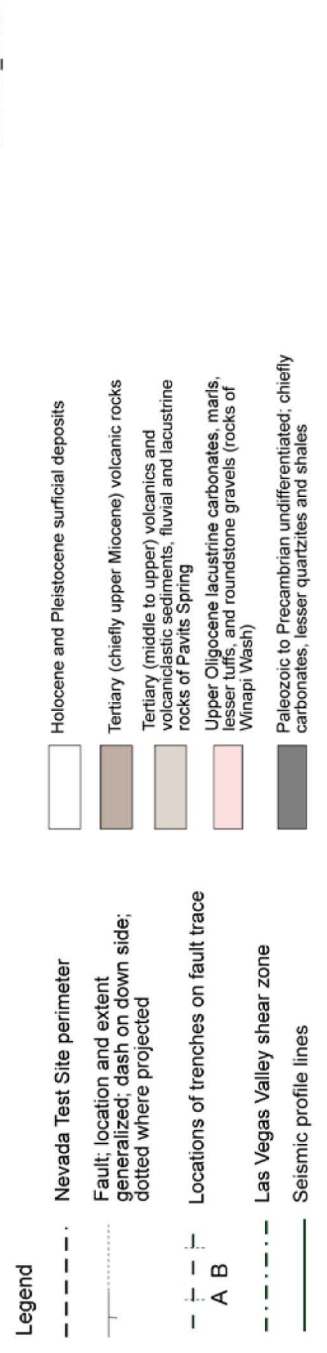 Legend
Nevada Test Site perimeter
Fault; location and extent
generalized; dash on down side;
dotted where projected
A B
Locations of trenches on fault trace
Las Vegas Valley shear zone
Seismic profile lines
Holocene and Pleistocene surficial deposits
Tertiary (chiefly upper Miocene) volcanic rocks
Tertiary (middle to upper) volcanics and
volcaniclastic sediments, fluvial and lacustrine
rocks of Pavits Spring
Upper Oligocene lacustrine carbonates, marls,
lesser tuffs, and roundstone gravels (rocks of
Winapi Wash)
Paleozoic to Precambrian undifferentiated; chiefly
carbonates, lesser quartzites and shales